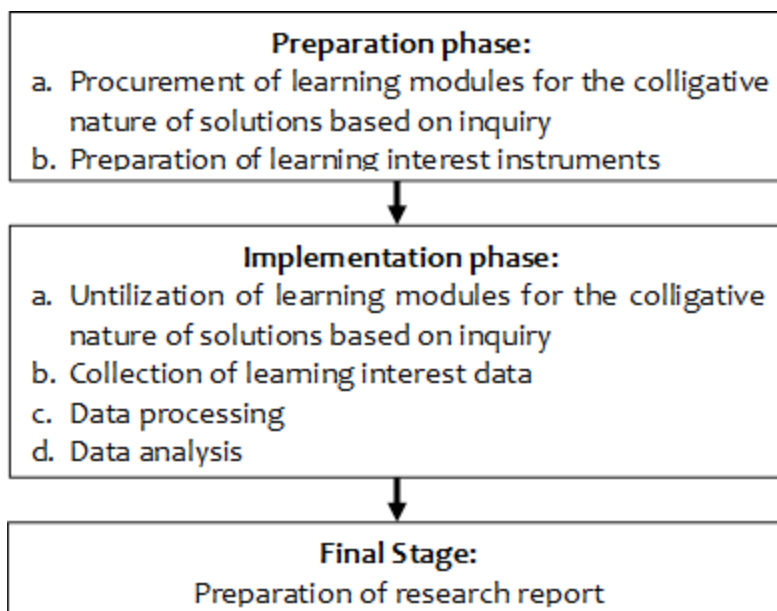 Preparation phase:
a. Procurement of learning modules for the colligative
nature of solutions based on inquiry
b. Preparation of learning interest instruments
Implementation phase:
a. Untilization of learning modules for the colligative
nature of solutions based on inquiry
b. Collection of learning interest data
c. Data processing
d. Data analysis
Final Stage:
Preparation of research report